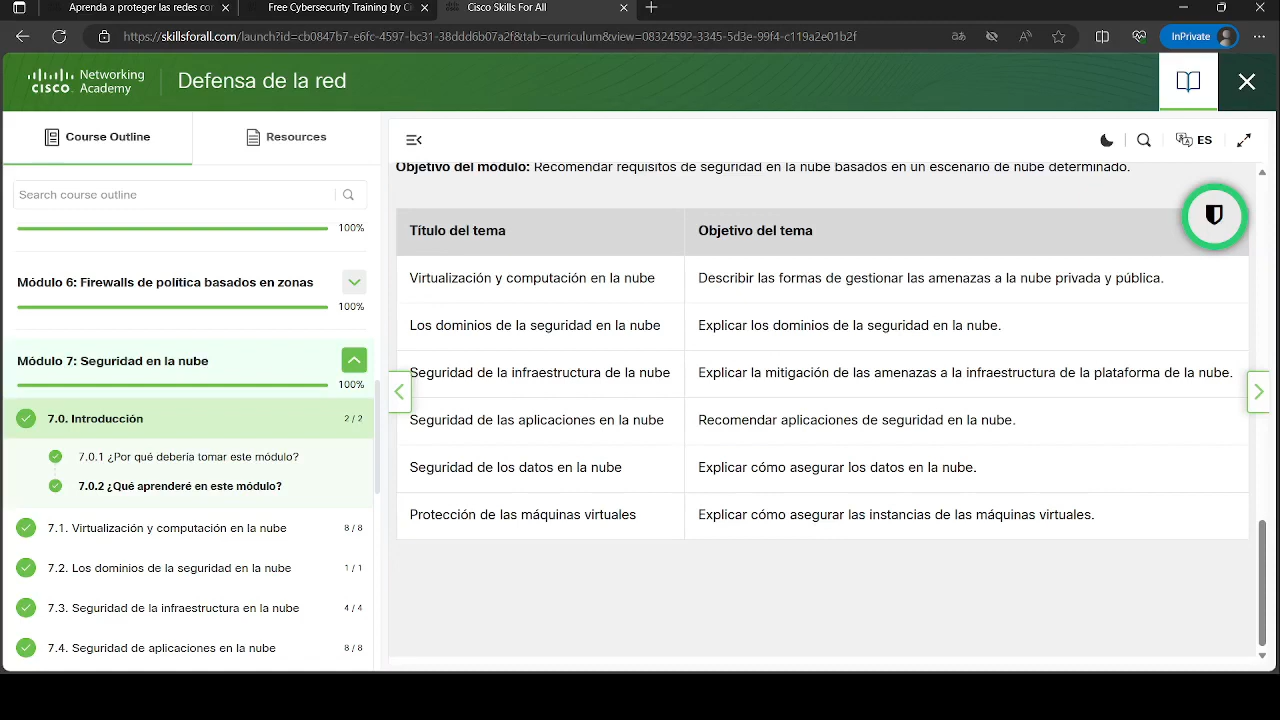 Aprenda a proteger las redes cor
Free Cybersecurity Training by Ci
Cisco Skills For All
https://skillsforall.com/launch?id=cb0847b7-e6fc-4597-bc31-38ddd6b07a2f&tab=curriculum&view=08324592-3345-5d3e-99f4-c119a2e01b2f
InPrivate
cisco Networking Academy
Defensa de la red
Course Outline
Resources
ES
Search course outline
100%
Módulo 6: Firewalls de política basados en zonas
100%
Módulo 7: Seguridad en la nube
100%
7.0. Introducción 2 / 2
7.0.1 ¿Por qué debería tomar este módulo?
7.0.2 ¿Qué aprenderé en este módulo?
7.1. Virtualización y computación en la nube 8 / 8
7.2. Los dominios de la seguridad en la nube 1 / 1
7.3. Seguridad de la infraestructura en la nube 4 / 4
7.4. Seguridad de aplicaciones en la nube 8 / 8
Objetivo del módulo: Recomendar requisitos de seguridad en la nube basados en un escenario de nube determinado.
Título del tema Objetivo del tema
Virtualización y computación en la nube Describir las formas de gestionar las amenazas a la nube privada y pública.
Los dominios de la seguridad en la nube Explicar los dominios de la seguridad en la nube.
Seguridad de la infraestructura de la nube Explicar la mitigación de las amenazas a la infraestructura de la plataforma de la nube.
Seguridad de las aplicaciones en la nube Recomendar aplicaciones de seguridad en la nube.
Seguridad de los datos en la nube Explicar cómo asegurar los datos en la nube.
Protección de las máquinas virtuales Explicar cómo asegurar las instancias de las máquinas virtuales.